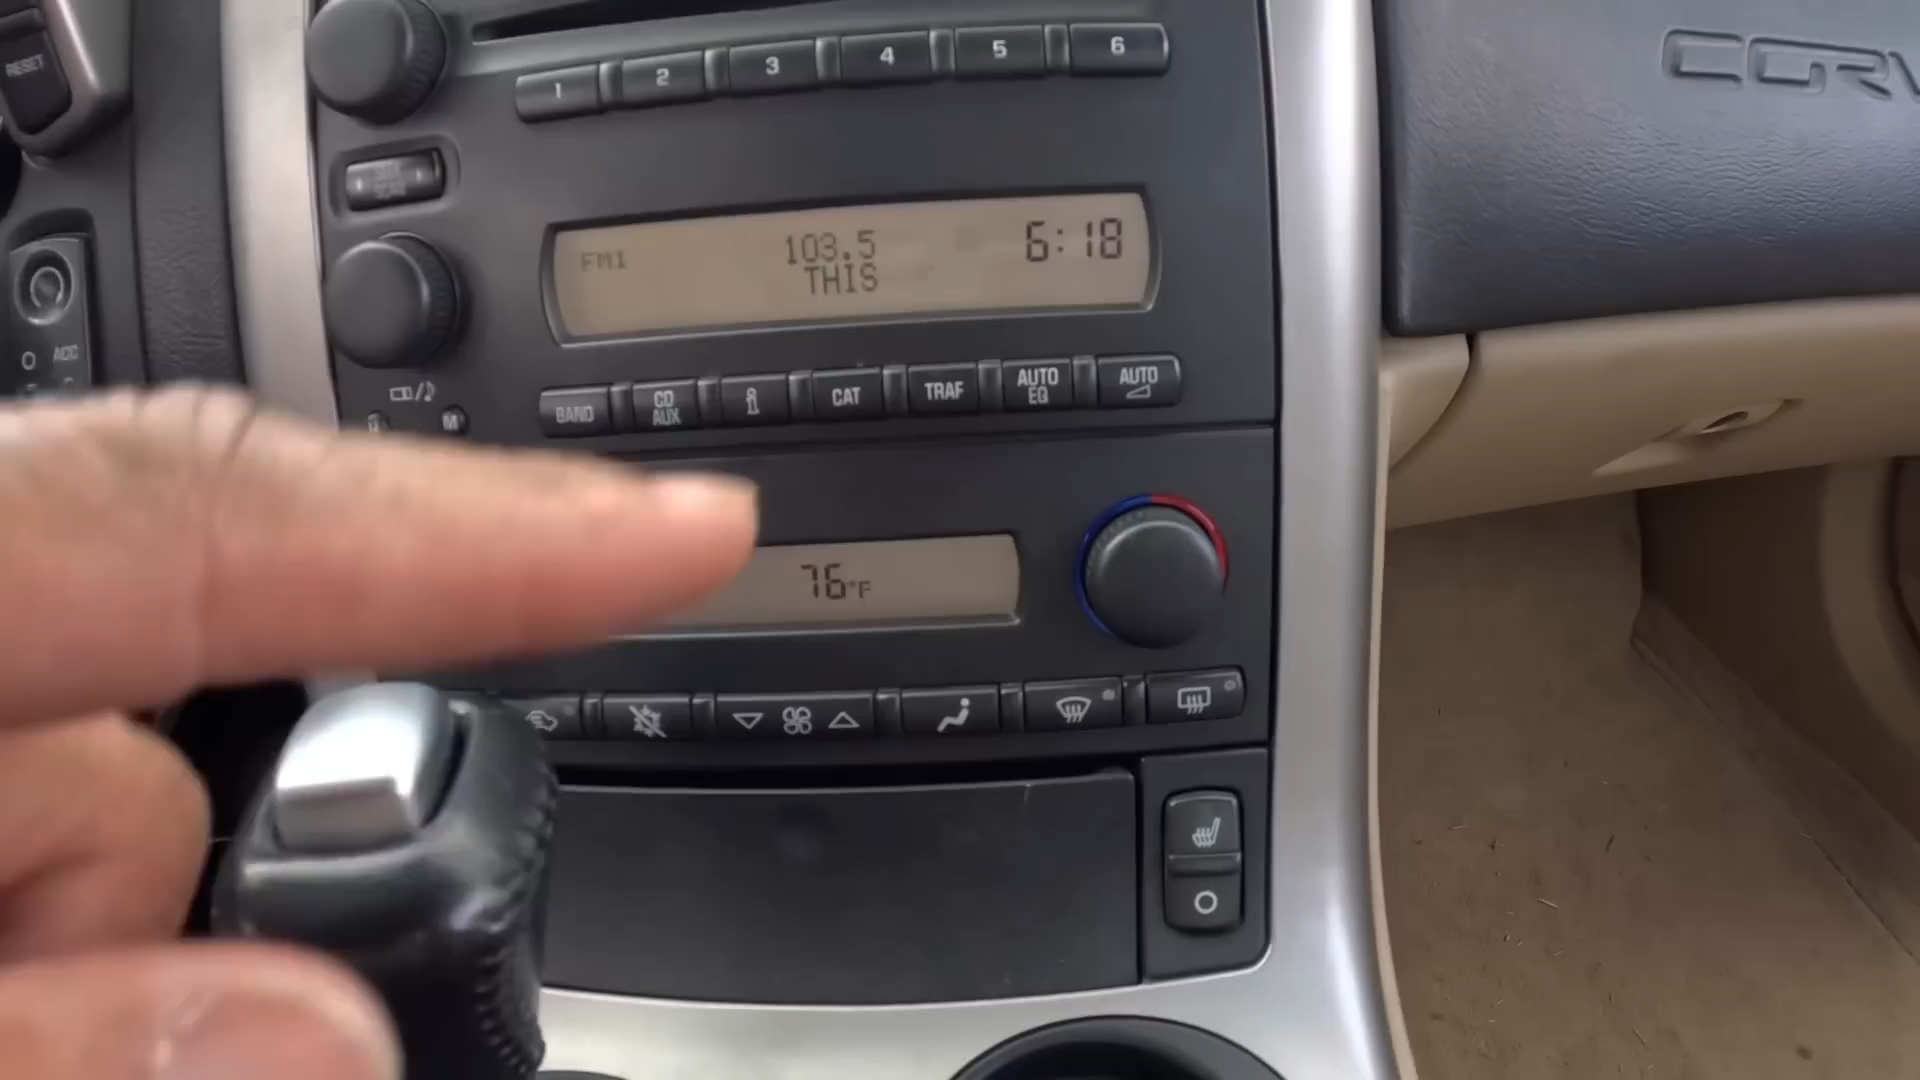 RESET
CORV
1 2 3 4 5 6
FM1 103.5 6:18
THIS
ACC
BAND CD AUX i CAT TRAF AUTO EQ AUTO
M
76°F